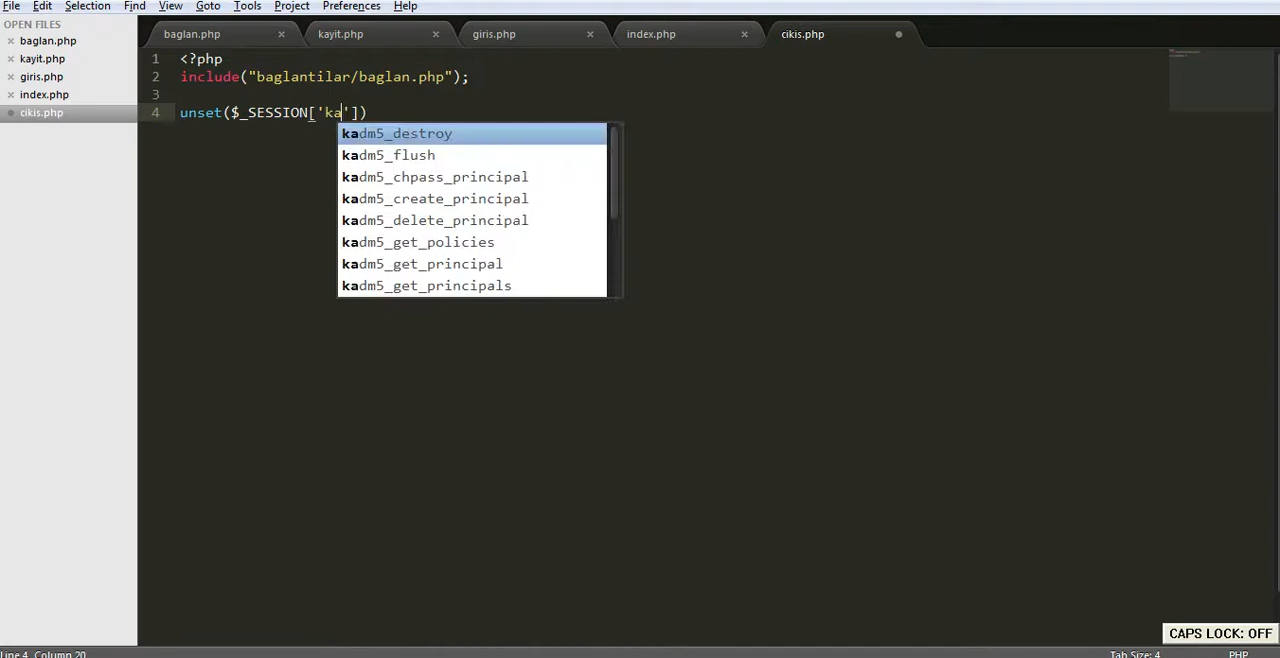 File Edit Selection Find View Goto Tools Project Preferences Help
OPEN FILES
baglan.php
kayit.php
giris.php
index.php
cikis.php
baglan.php kayit.php giris.php index.php cikis.php
1 <?php
2 include("baglantilar/baglan.php");
3
4 unset($_SESSION['ka'])
kadm5_destroy
kadm5_flush
kadm5_chpass_principal
kadm5_create_principal
kadm5_delete_principal
kadm5_get_policies
kadm5_get_principal
kadm5_get_principals
CAPS LOCK: OFF
Line 4, Column 20 Tab Size: 4 PHP